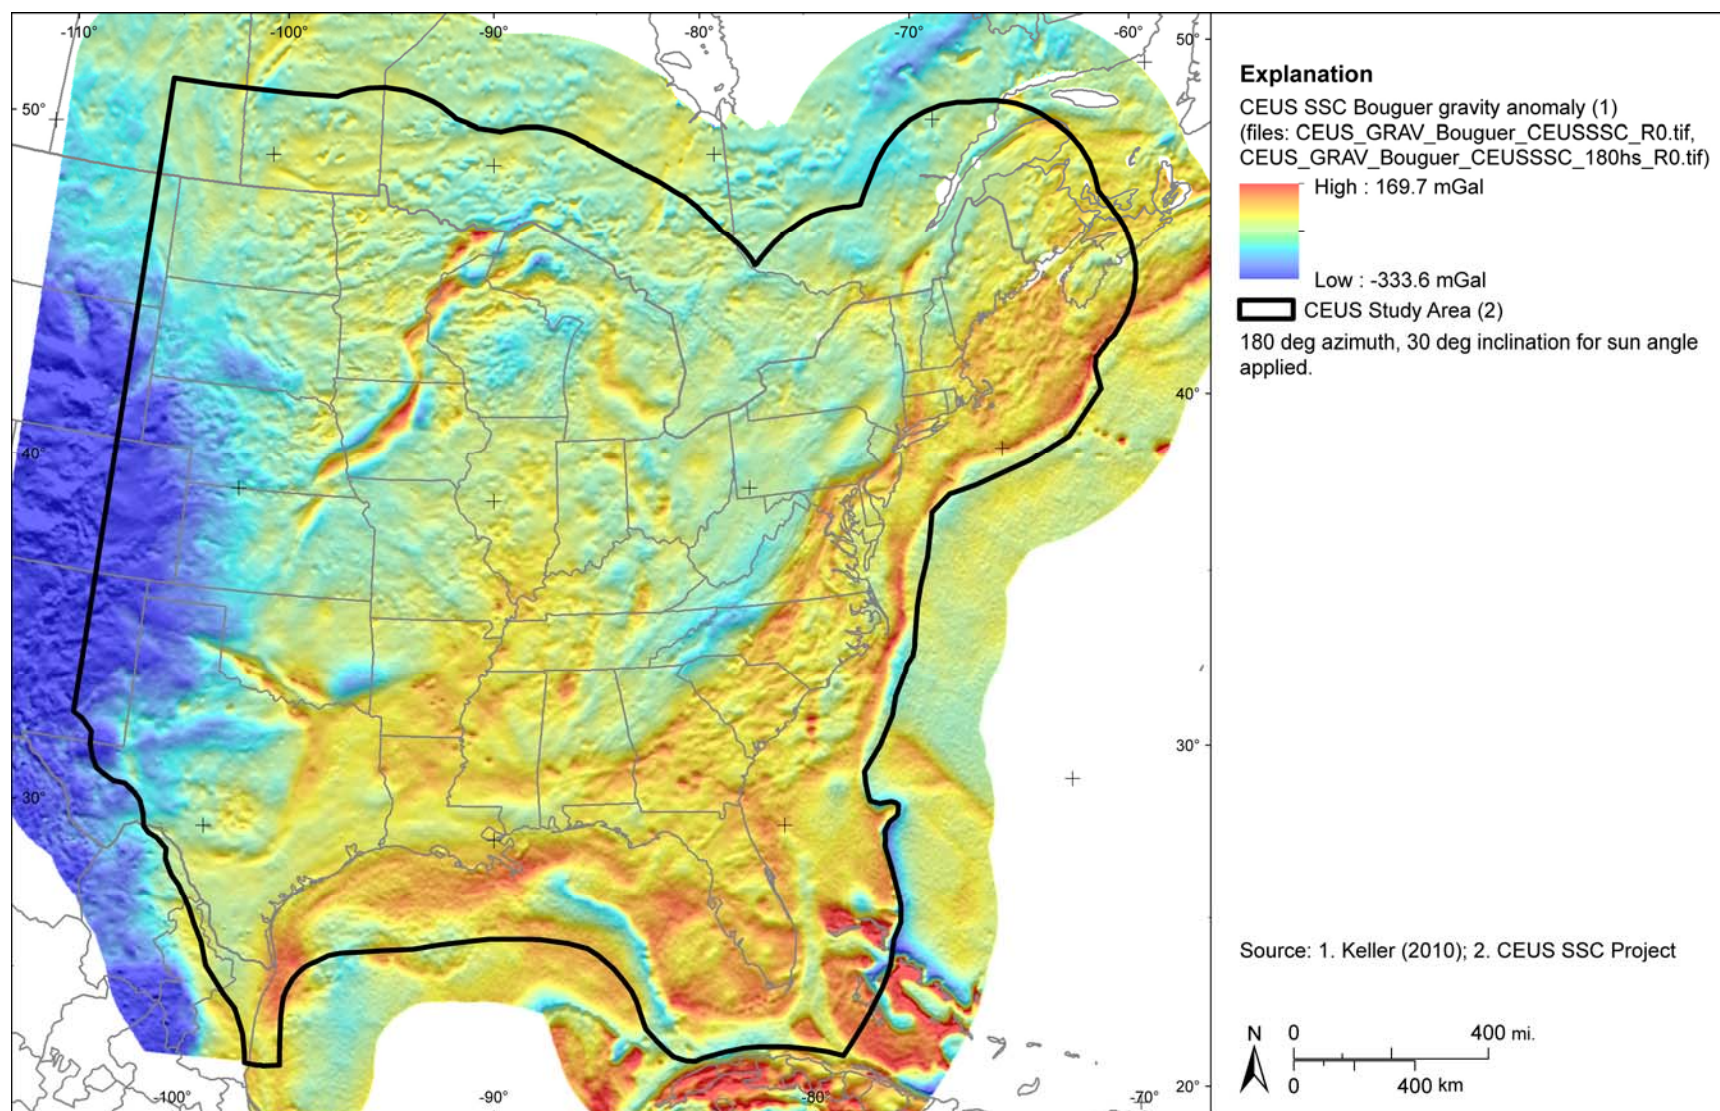 -110°
-100°
-90°
-80°
-70°
-60°
50°
50°
40°
40°
30°
30°
20°
-100°
-90°
-80°
-70°
Explanation
CEUS SSC Bouguer gravity anomaly (1)
(files: CEUS_GRAV_Bouguer_CEUSSSC_R0.tif,
CEUS_GRAV_Bouguer_CEUSSSC_180hs_R0.tif)
High : 169.7 mGal
Low : -333.6 mGal
CEUS Study Area (2)
180 deg azimuth, 30 deg inclination for sun angle
applied.
Source: 1. Keller (2010); 2. CEUS SSC Project
N
0 400 mi.
0 400 km